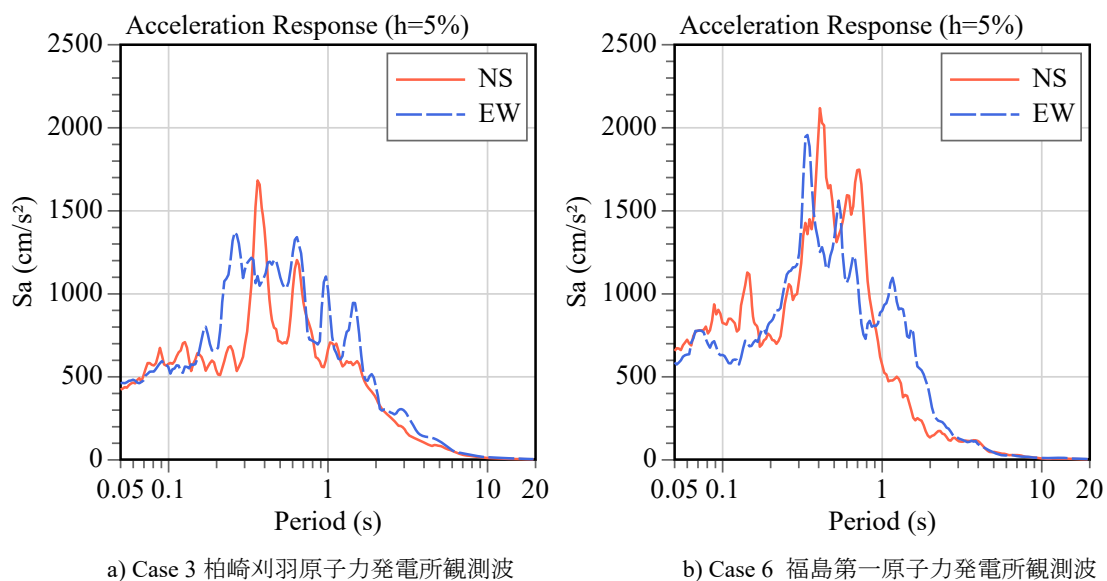 Acceleration Response (h=5%)
2500
2000
1500
1000
500
0
Sa (cm/s²)
NS
EW
0.05 0.1 1 10 20
Period (s)
a) Case 3 柏崎刈羽原子力発電所観測波
Acceleration Response (h=5%)
2500
2000
1500
1000
500
0
Sa (cm/s²)
NS
EW
0.05 0.1 1 10 20
Period (s)
b) Case 6 福島第一原子力発電所観測波